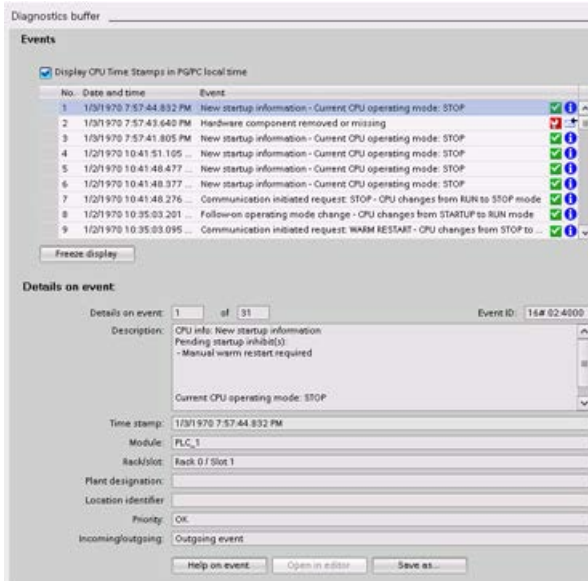 Diagnostics buffer
Events
Display CPU Time Stamps in PG/PC local time
No. Date and time Event
1 1/3/1970 7:57:44.832 PM New startup information - Current CPU operating mode: STOP
2 1/3/1970 7:57:43.640 PM Hardware component removed or missing
3 1/3/1970 7:57:41.805 PM New startup information - Current CPU operating mode: STOP
4 1/2/1970 10:41:51.105 ... New startup information - Current CPU operating mode: STOP
5 1/2/1970 10:41:48.477 ... New startup information - Current CPU operating mode: STOP
6 1/2/1970 10:41:48.377 ... New startup information - Current CPU operating mode: STOP
7 1/2/1970 10:41:48.276 ... Communication initiated request: STOP - CPU changes from RUN to STOP mode
8 1/2/1970 10:35:03.201 ... Follow-on operating mode change - CPU changes from STARTUP to RUN mode
9 1/2/1970 10:35:03.095 ... Communication initiated request: WARM RESTART - CPU changes from STOP to ...
Freeze display
Details on event
Details on event: 1 of 31 Event ID: 16# 02:4000
Description: CPU info: New startup information
Pending startup inhibit(s):
- Manual warm restart required
Current CPU operating mode: STOP
Time stamp: 1/3/1970 7:57:44.832 PM
Module: PLC_1
Rack/slot: Rack 0 / Slot 1
Plant designation:
Location identifier
Priority: OK
Incoming/outgoing: Outgoing event
Help on event Open in editor Save as...